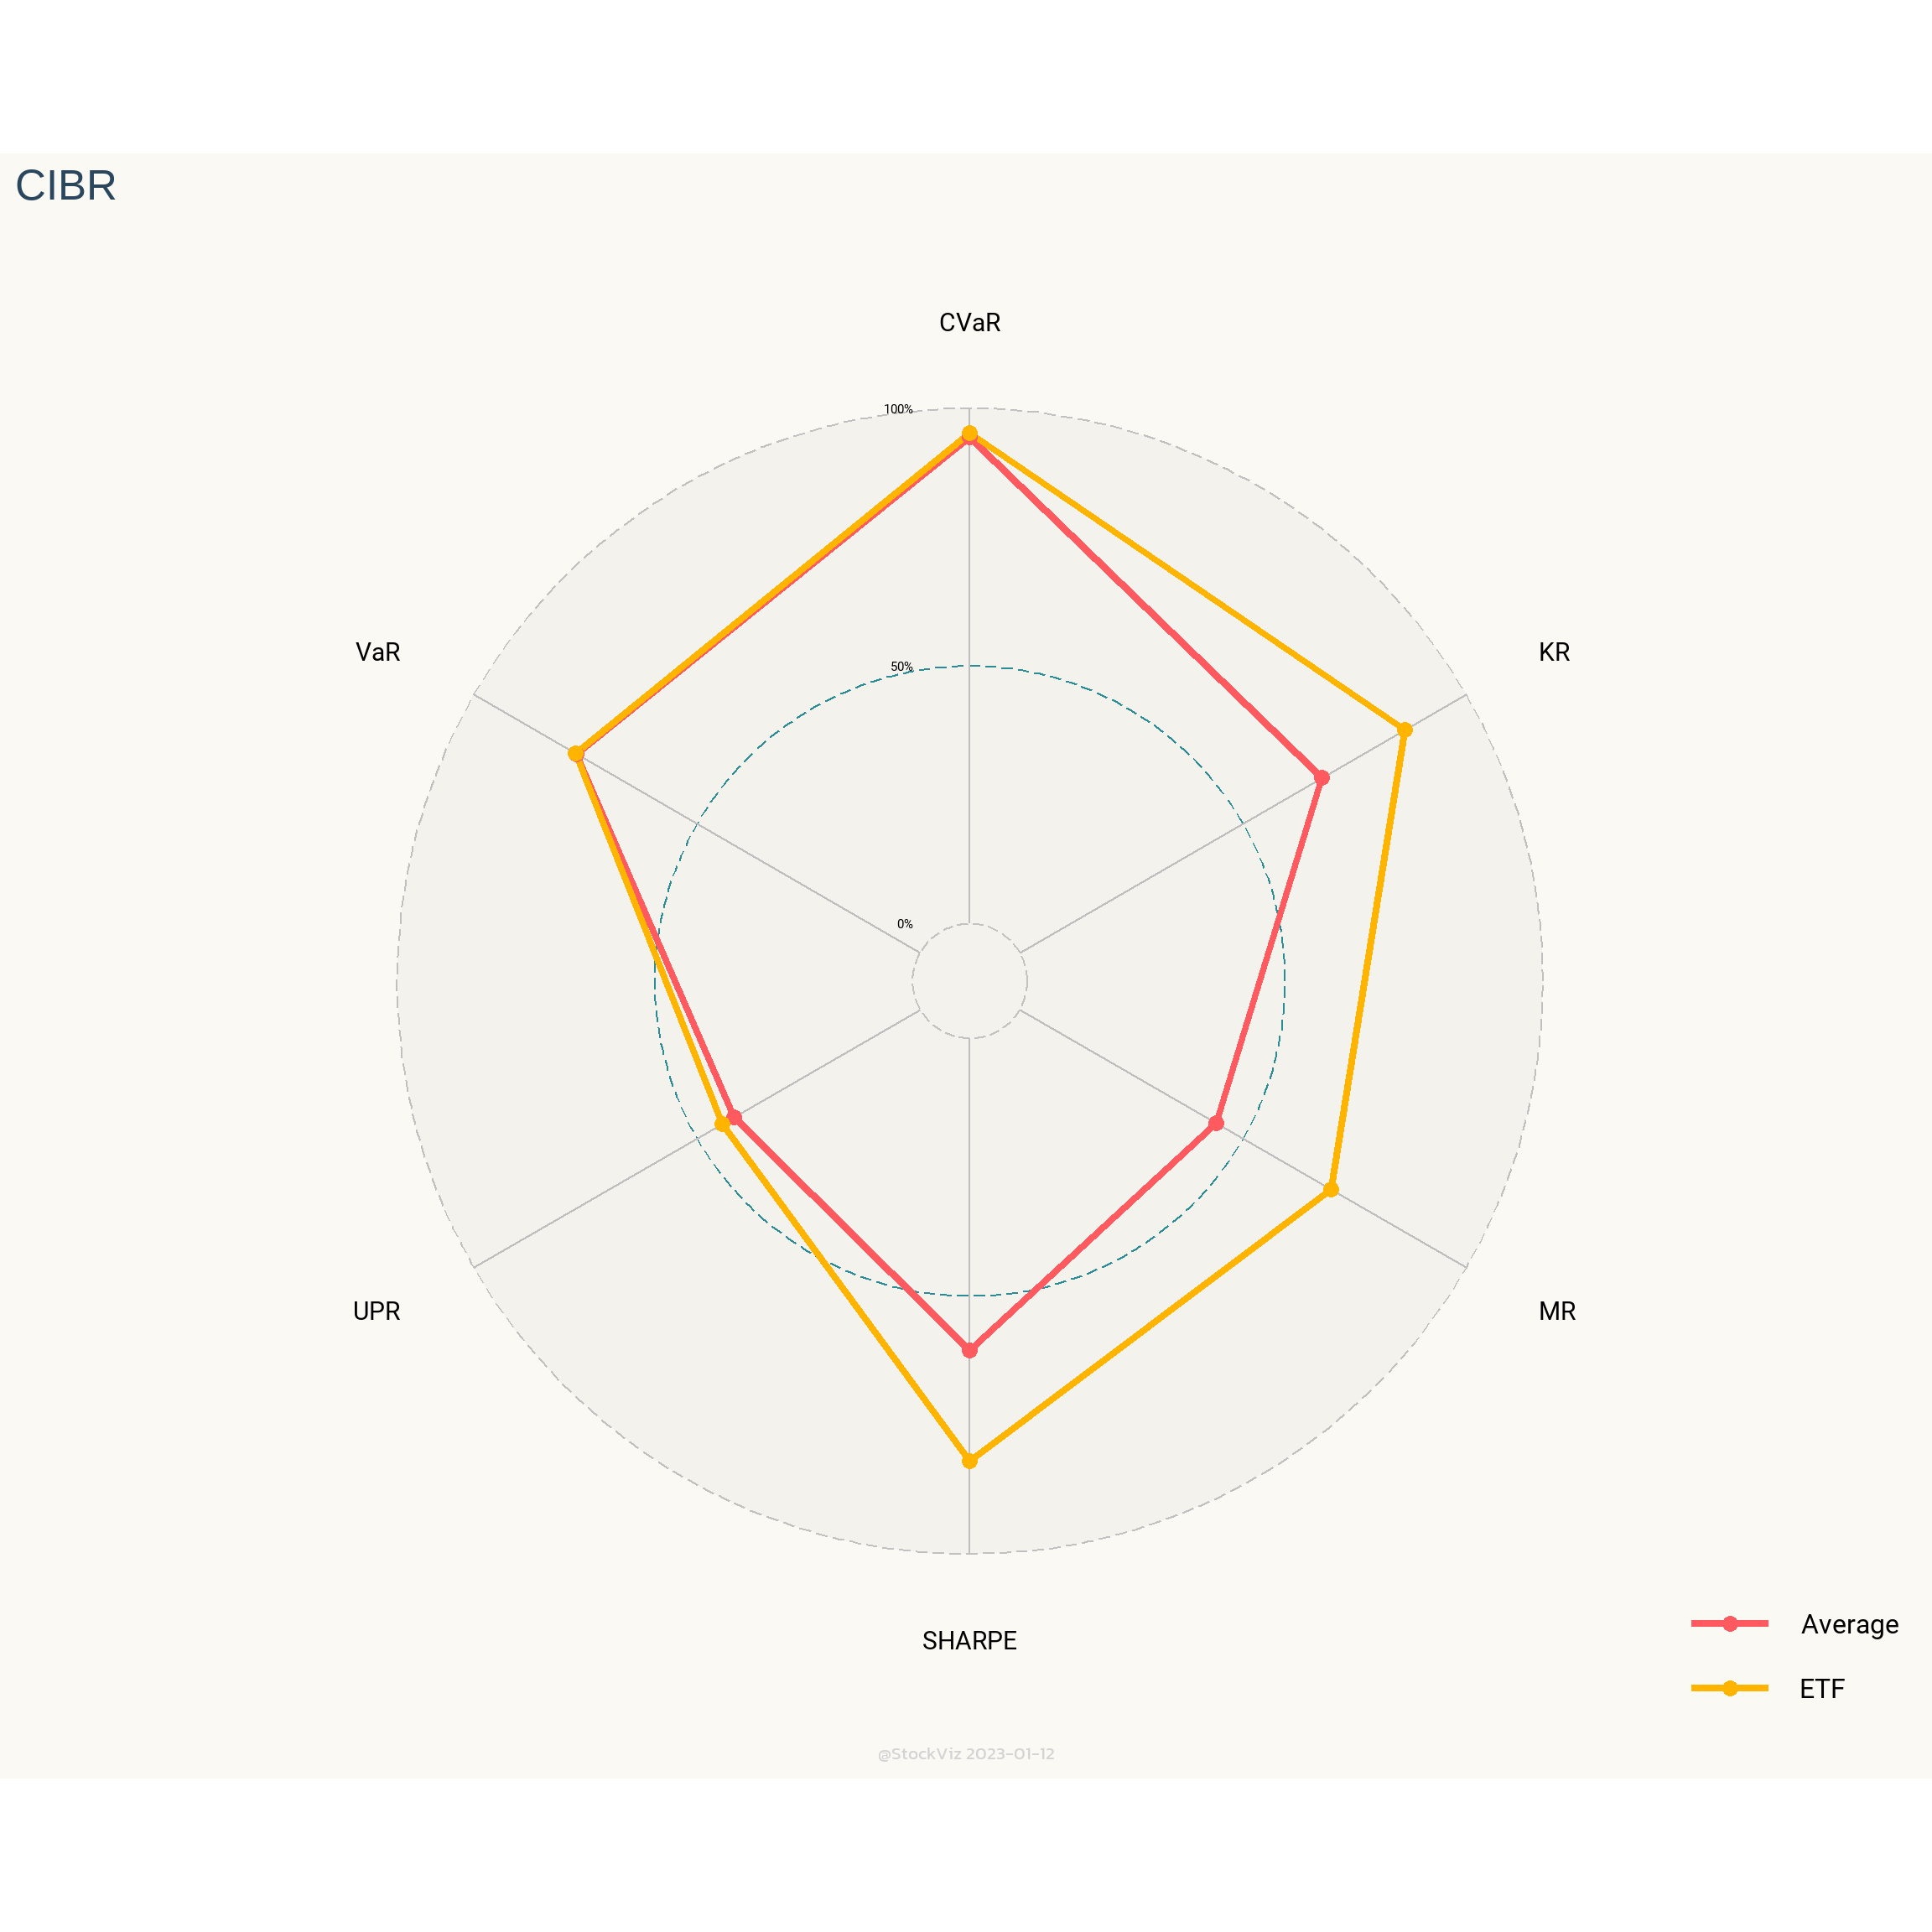 CIBR
CVaR
100%
VaR
KR
50%
0%
UPR
MR
SHARPE
Average
ETF
@StockViz 2023-01-12